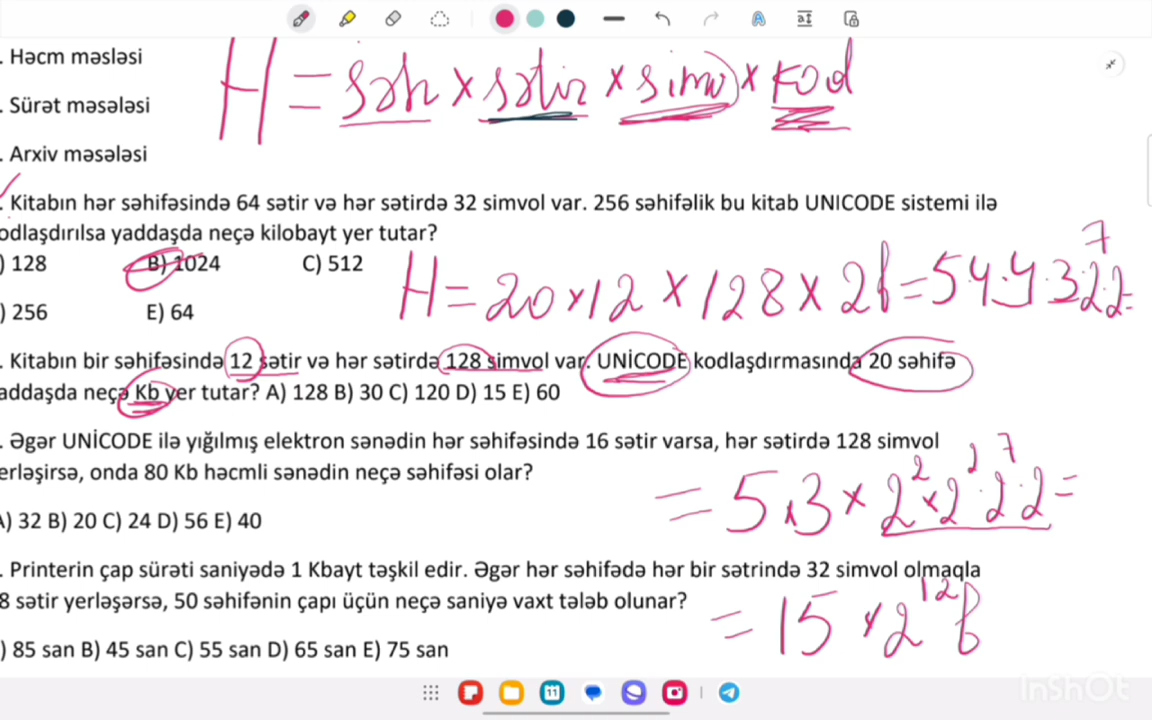 . Həcm məsləsi
H = səh × sətir × simv × kod
. Sürət məsələsi
. Arxiv məsələsi
. Kitabın hər səhifəsində 64 sətir və hər sətirdə 32 simvol var. 256 səhifəlik bu kitab UNICODE sistemi ilə
odlaşdırılsa yaddaşda neçə kilobayt yer tutar?
) 128 B) 1024 C) 512
H = 20 × 12 × 128 × 2b = 5·4·4·3·2⁷·2=
) 256 E) 64
. Kitabın bir səhifəsində 12 sətir və hər sətirdə 128 simvol var. UNİCODE kodlaşdırmasında 20 səhifə
addaşda neçə Kb yer tutar? A) 128 B) 30 C) 120 D) 15 E) 60
. Əgər UNİCODE ilə yığılmış elektron sənədin hər səhifəsində 16 sətir varsa, hər sətirdə 128 simvol
erləşirsə, onda 80 Kb həcmli sənədin neçə səhifəsi olar?
= 5·3 × 2² × 2²·2⁷·2 =
A) 32 B) 20 C) 24 D) 56 E) 40
. Printerin çap sürəti saniyədə 1 Kbayt təşkil edir. Əgər hər səhifədə hər bir sətrində 32 simvol olmaqla
8 sətir yerləşərsə, 50 səhifənin çapı üçün neçə saniyə vaxt tələb olunar?
= 15 × 2¹² b
) 85 san B) 45 san C) 55 san D) 65 san E) 75 san
11
InShOt